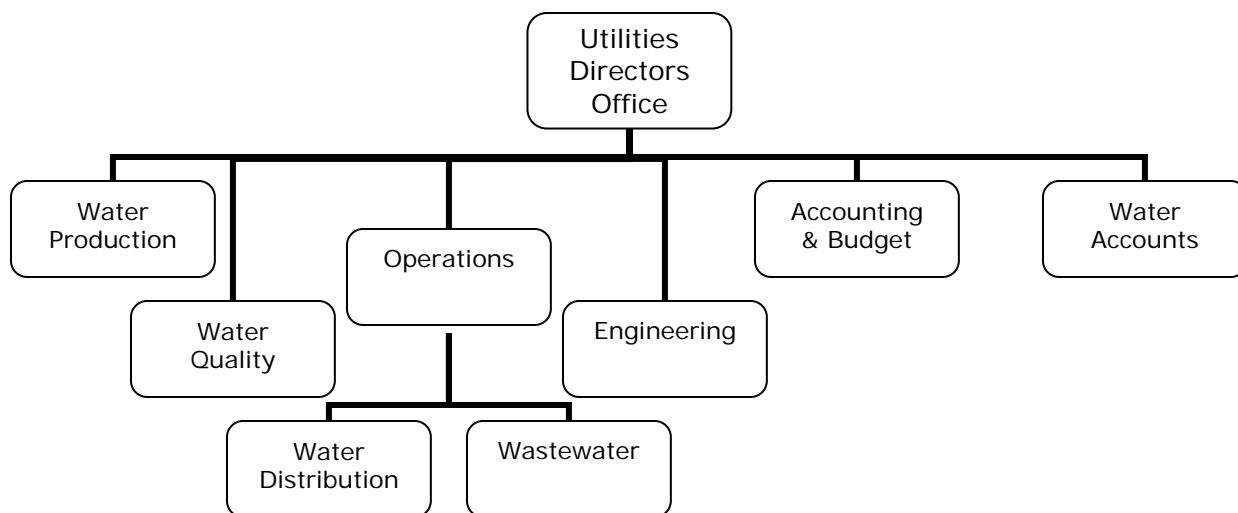 Utilities
Directors
Office
Water
Production
Accounting
& Budget
Water
Accounts
Operations
Water
Quality
Engineering
Water
Distribution
Wastewater